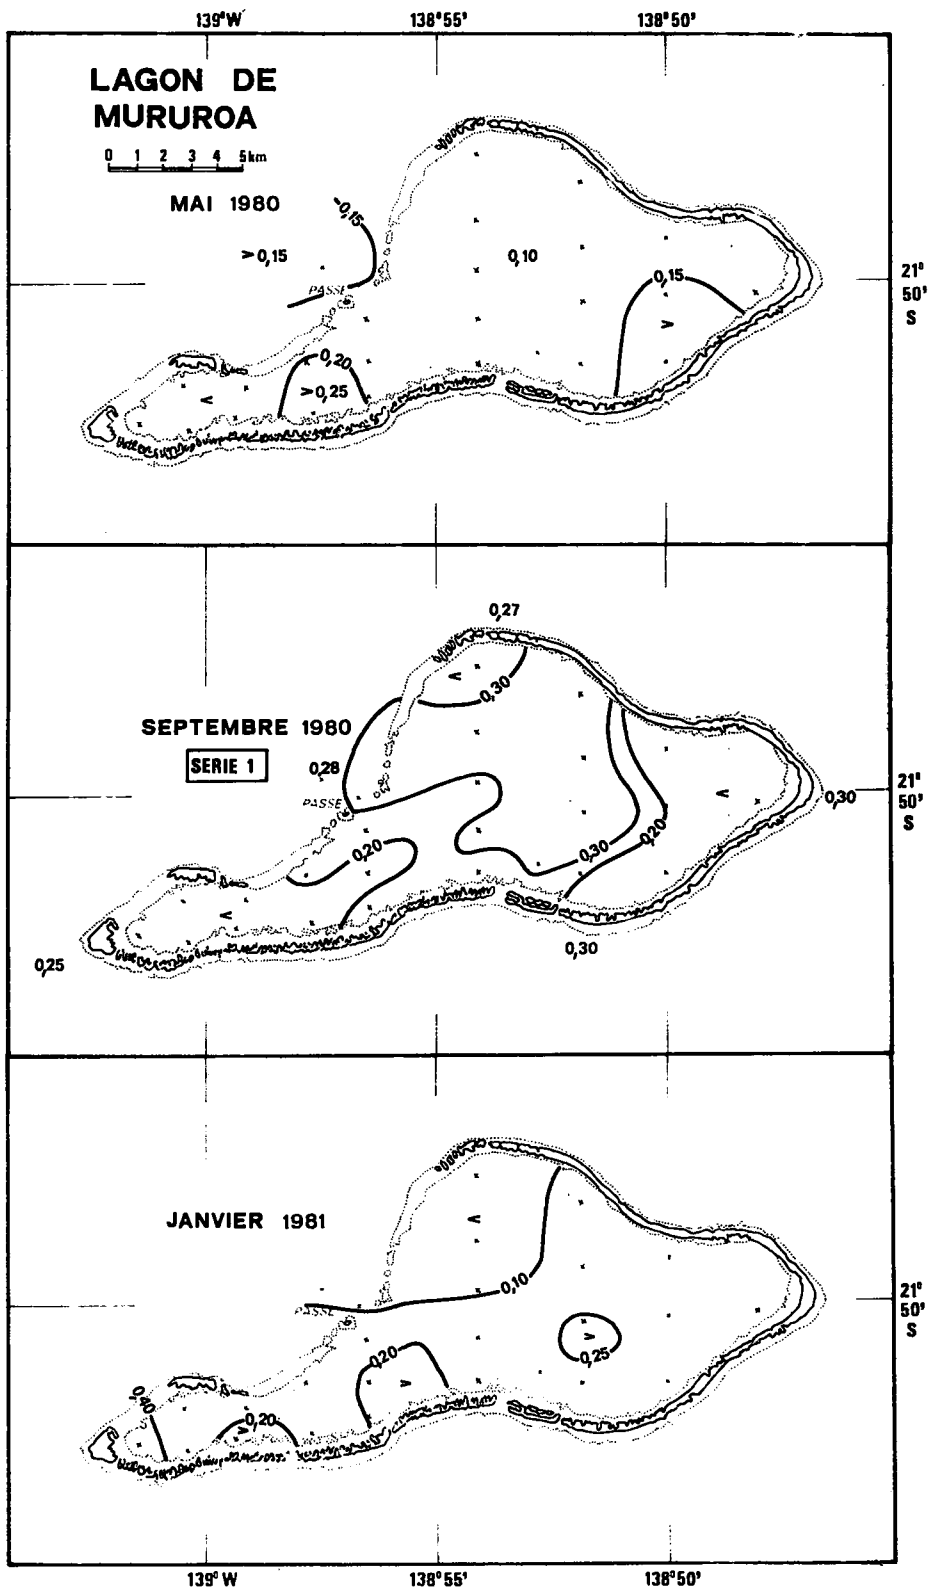 139°W 138°55' 138°50'
LAGON DE
MURUROA
0 1 2 3 4 5km
MAI 1980
-0,15
>0,15
0,10
PASSE
0,15
21°
50'
S
0,20
>0,25
0,27
0,30
SEPTEMBRE 1980
SERIE 1
0,28
PASSE
0,30
21°
50'
S
0,20
0,30
0,20
0,30
0,25
JANVIER 1981
0,10
PASSE
21°
50'
S
0,20
0,25
0,40
0,20
139°W 138°55' 138°50'